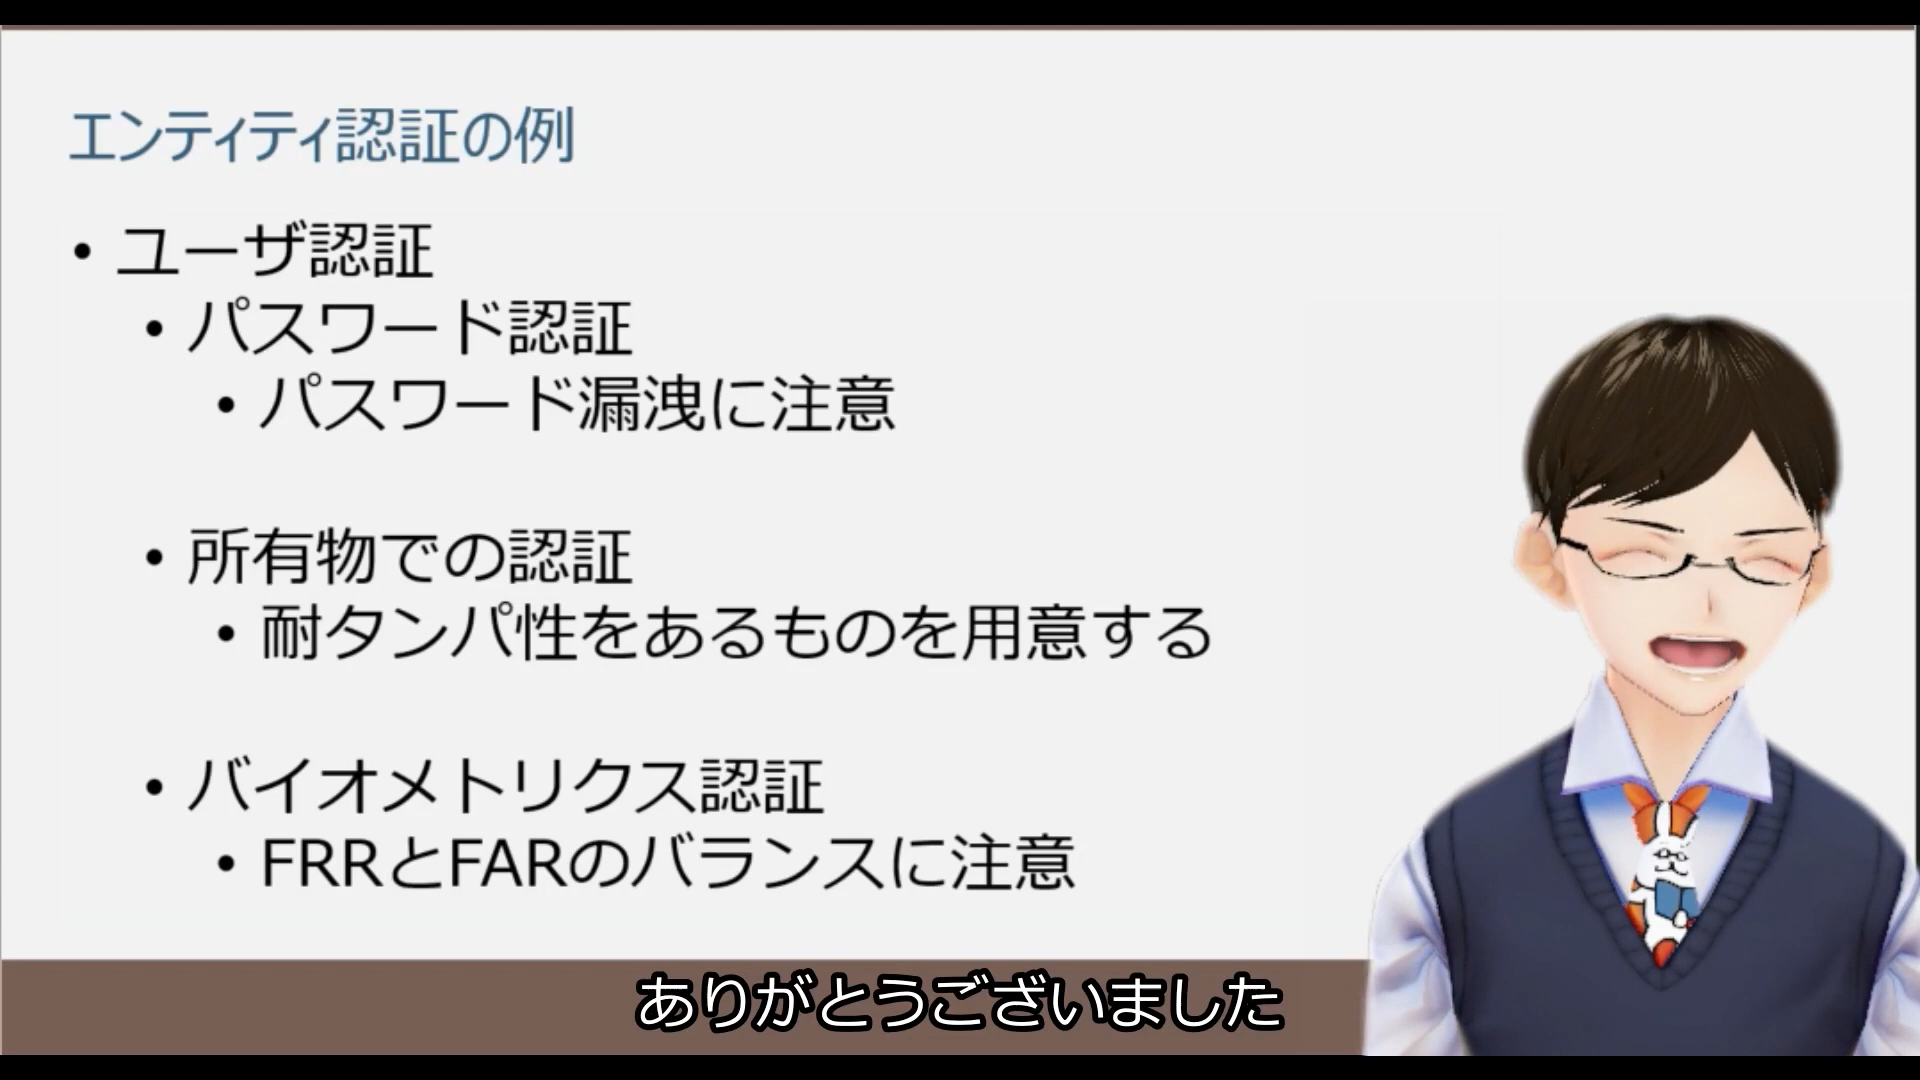 エンティティ認証の例
• ユーザ認証
• パスワード認証
• パスワード漏洩に注意
• 所有物での認証
• 耐タンパ性をあるものを用意する
• バイオメトリクス認証
• FRRとFARのバランスに注意
ありがとうございました